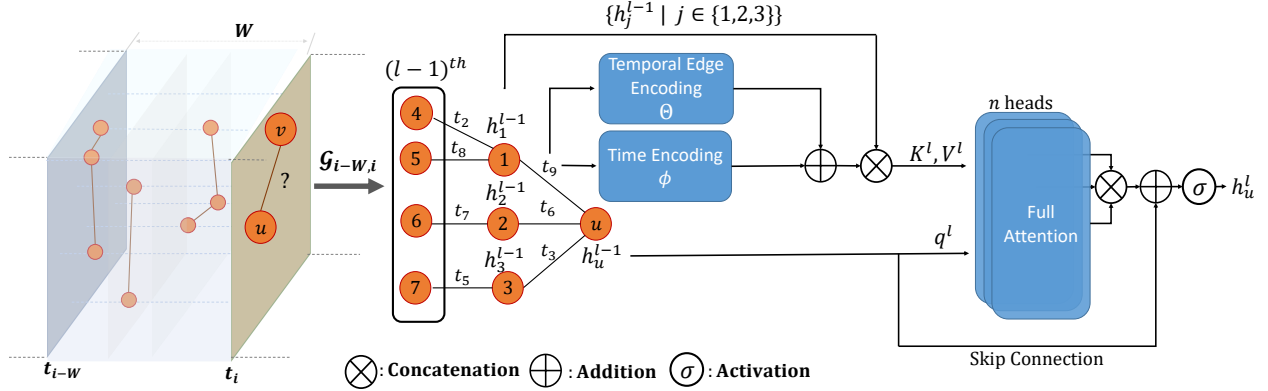 W
t_{i-W}
t_i
v
?
u
𝒢_{i-W,i}
(l − 1)^{th}
4
5
6
7
t_2
t_8
t_7
t_5
h_1^{l-1}
1
h_2^{l-1}
2
h_3^{l-1}
3
t_9
t_6
t_3
u
h_u^{l-1}
{h_j^{l-1} | j ∈ {1,2,3}}
Temporal Edge
Encoding
Θ
Time Encoding
ϕ
K^l, V^l
q^l
n heads
Full
Attention
σ
h_u^l
Skip Connection
: Concatenation
: Addition
σ : Activation